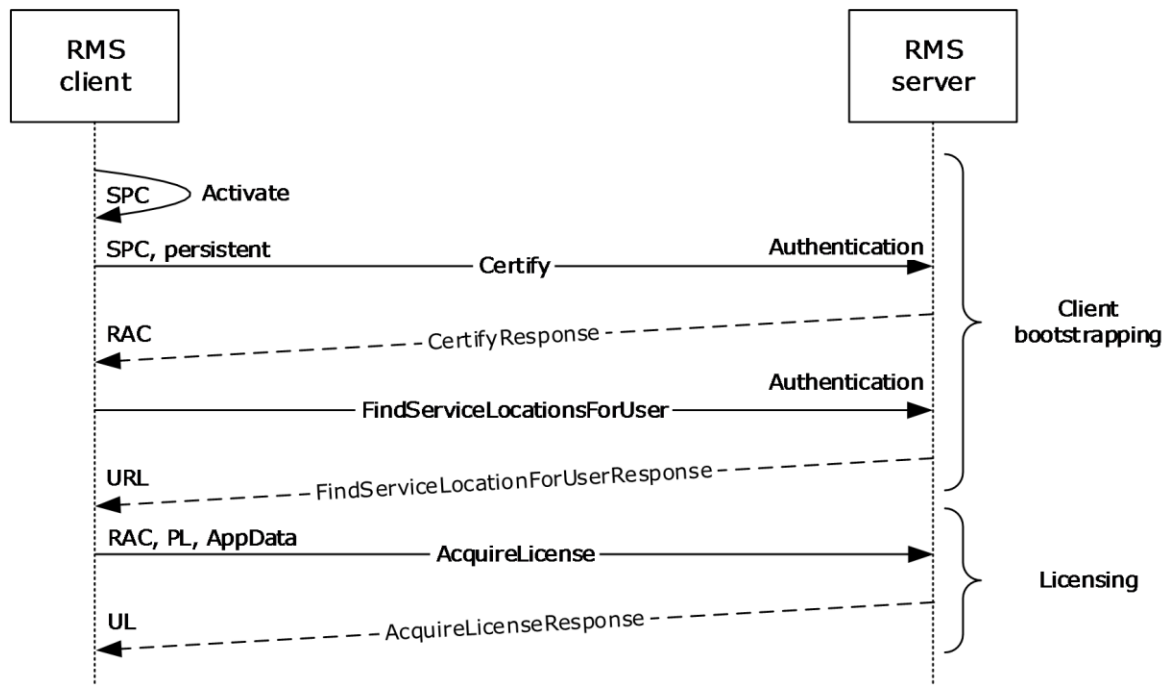 RMS
client
RMS
server
SPC
Activate
SPC, persistent
Authentication
Certify
RAC
CertifyResponse
Client
bootstrapping
Authentication
FindServiceLocationsForUser
URL
FindServiceLocationForUserResponse
RAC, PL, AppData
AcquireLicense
Licensing
UL
AcquireLicenseResponse